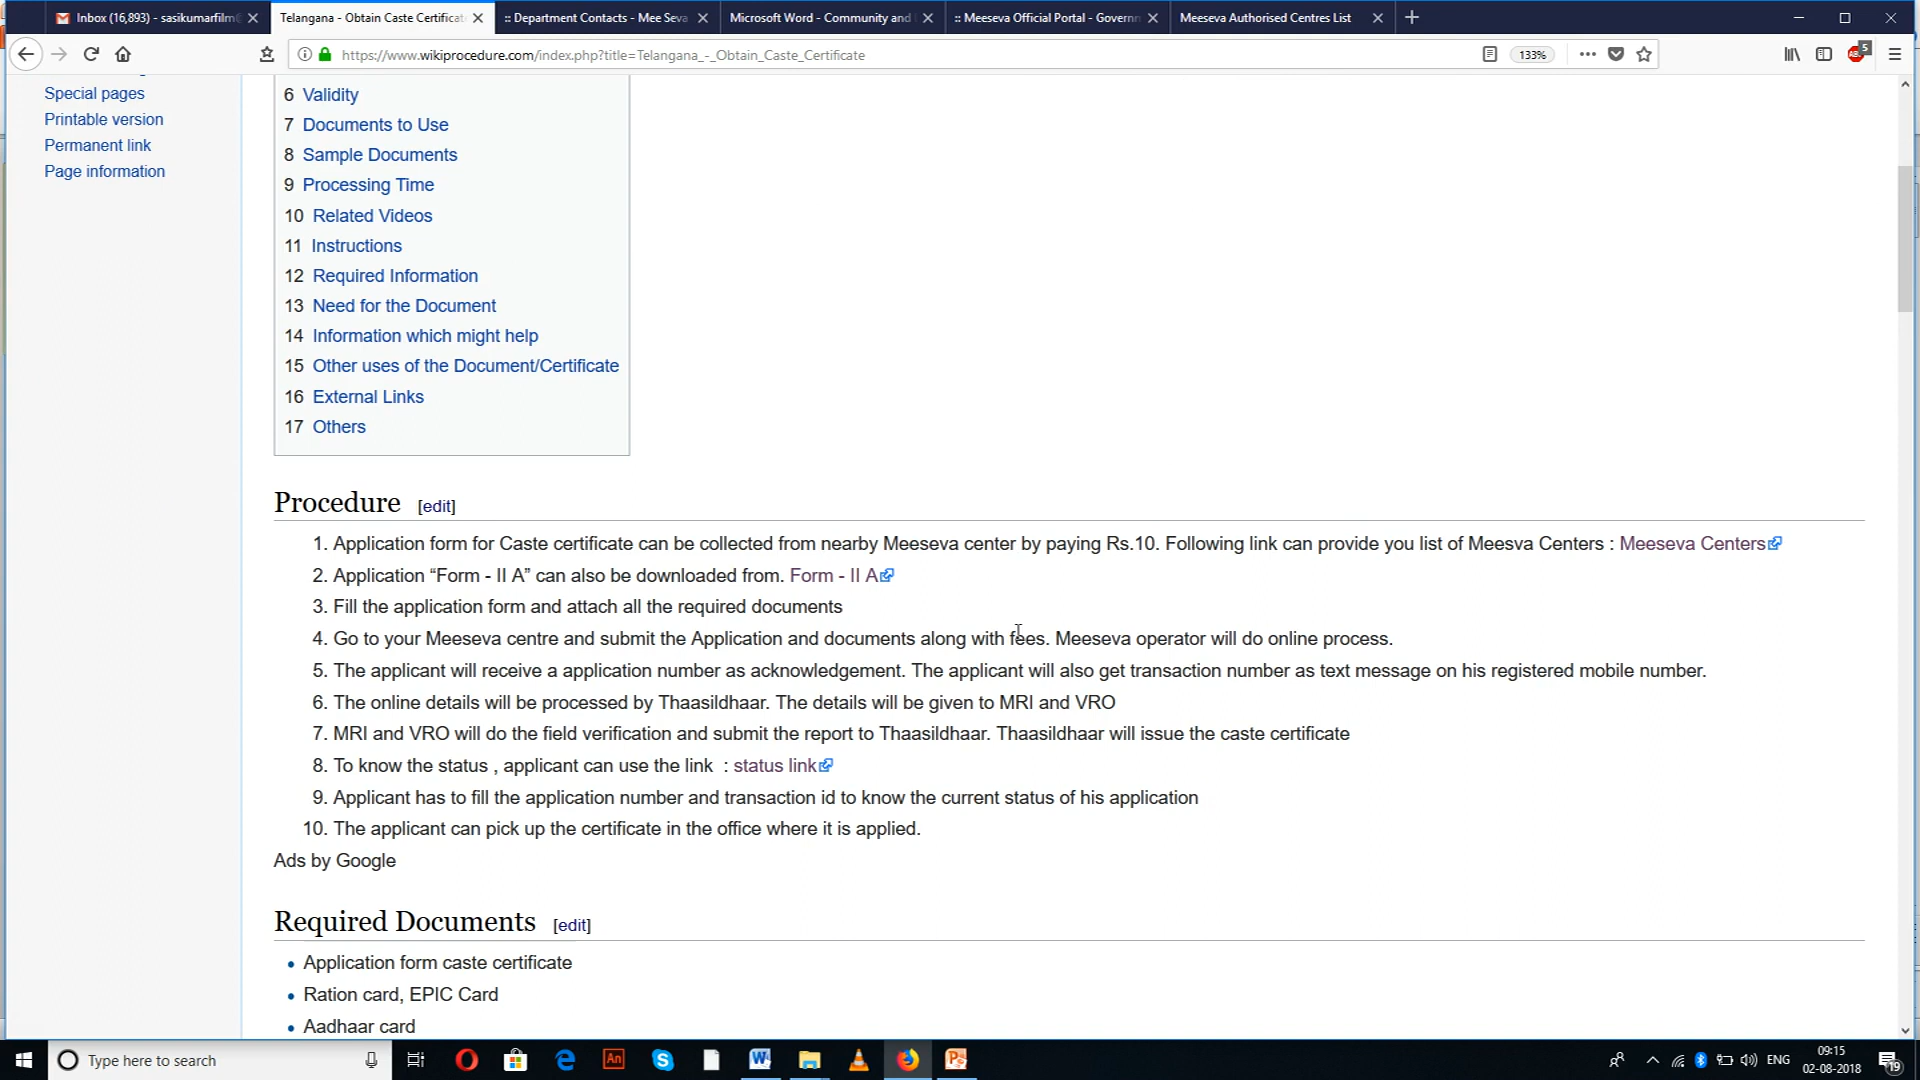 Inbox (16,893) - sasikumarfilm@
Telangana - Obtain Caste Certificat
:: Department Contacts - Mee Seva
Microsoft Word - Community and
:: Meeseva Official Portal - Governm
Meeseva Authorised Centres List
https://www.wikiprocedure.com/index.php?title=Telangana_-_Obtain_Caste_Certificate
133%
5
Special pages
Printable version
Permanent link
Page information
6 Validity
7 Documents to Use
8 Sample Documents
9 Processing Time
10 Related Videos
11 Instructions
12 Required Information
13 Need for the Document
14 Information which might help
15 Other uses of the Document/Certificate
16 External Links
17 Others
Procedure [edit]
1. Application form for Caste certificate can be collected from nearby Meeseva center by paying Rs.10. Following link can provide you list of Meesva Centers : Meeseva Centers
2. Application “Form - II A” can also be downloaded from. Form - II A
3. Fill the application form and attach all the required documents
4. Go to your Meeseva centre and submit the Application and documents along with fees. Meeseva operator will do online process.
5. The applicant will receive a application number as acknowledgement. The applicant will also get transaction number as text message on his registered mobile number.
6. The online details will be processed by Thaasildhaar. The details will be given to MRI and VRO
7. MRI and VRO will do the field verification and submit the report to Thaasildhaar. Thaasildhaar will issue the caste certificate
8. To know the status , applicant can use the link : status link
9. Applicant has to fill the application number and transaction id to know the current status of his application
10. The applicant can pick up the certificate in the office where it is applied.
Ads by Google
Required Documents [edit]
• Application form caste certificate
• Ration card, EPIC Card
• Aadhaar card
Type here to search
An
ENG
09:15
02-08-2018
19